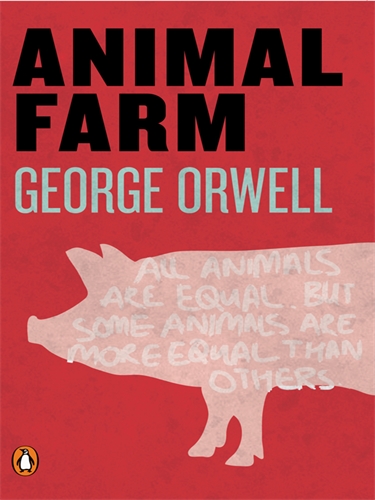 ANIMAL
FARM
GEORGE ORWELL
ALL ANIMALS
ARE EQUAL. BUT
SOME ANIMALS ARE
MORE EQUAL THAN
OTHERS